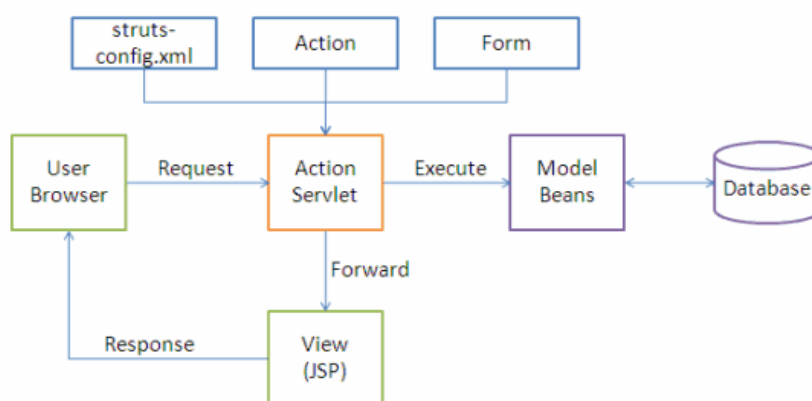 struts-
config.xml
Action
Form
User
Browser
Request
Action
Servlet
Execute
Model
Beans
Database
Forward
Response
View
(JSP)